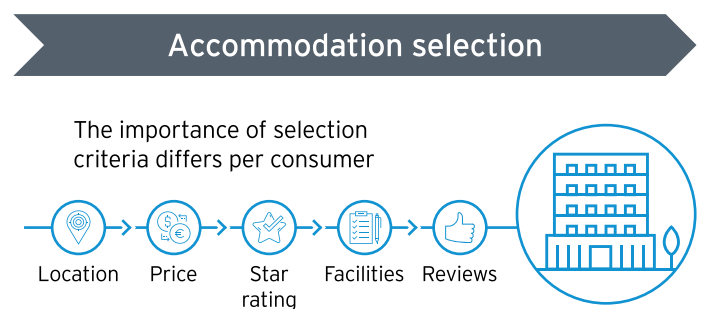 Accommodation selection
The importance of selection
criteria differs per consumer
$
€
Location
Price
Star
rating
Facilities
Reviews